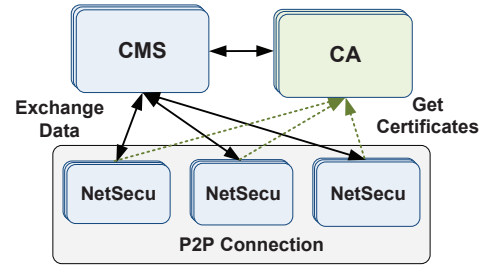 CMS
CA
Exchange
Data
Get
Certificates
NetSecu
NetSecu
NetSecu
P2P Connection